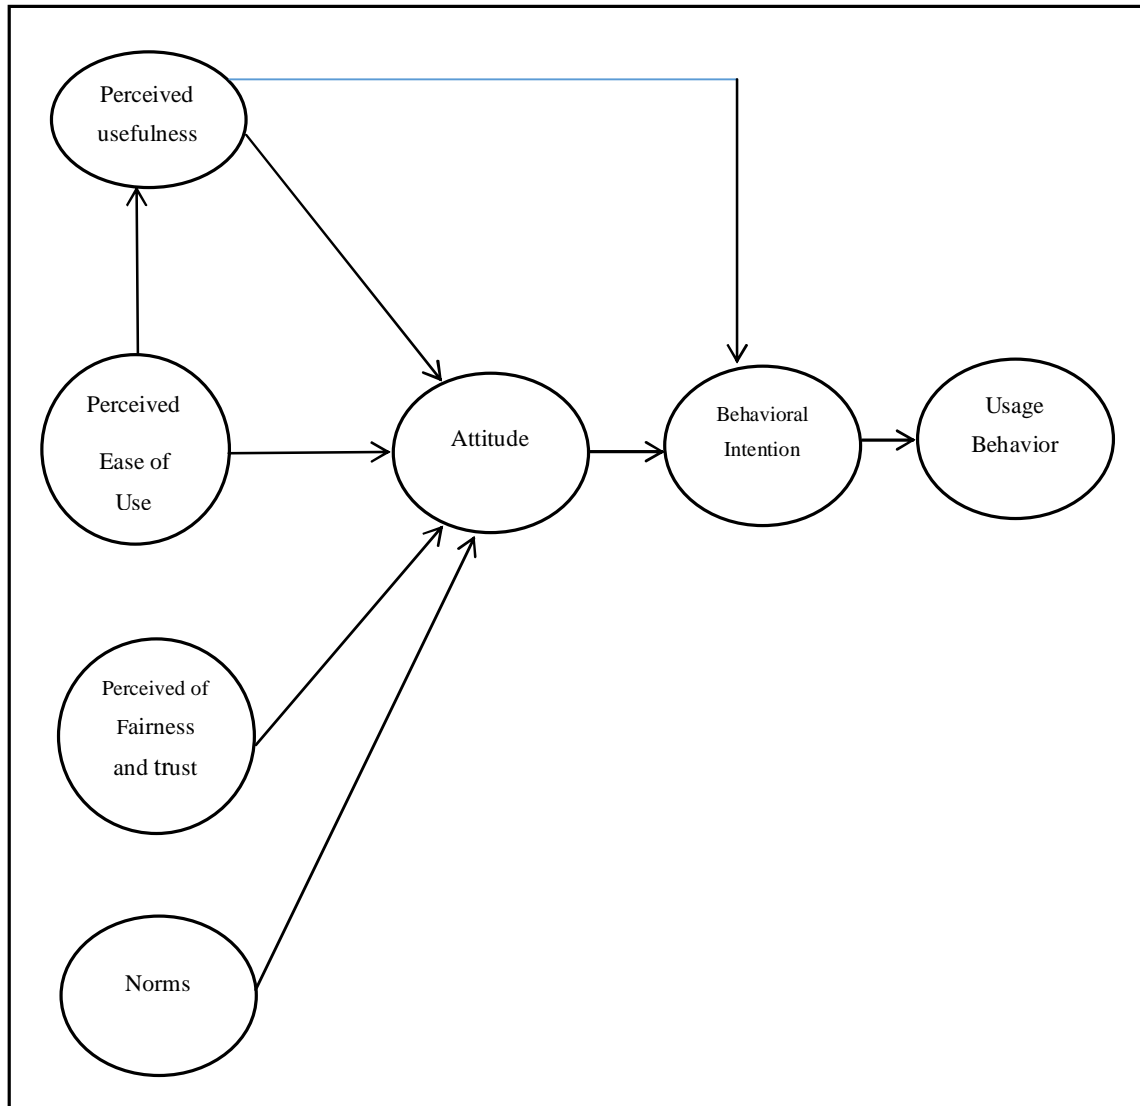 Perceived
usefulness
Perceived
Ease of
Use
Attitude
Behavioral
Intention
Usage
Behavior
Perceived of
Fairness
and trust
Norms